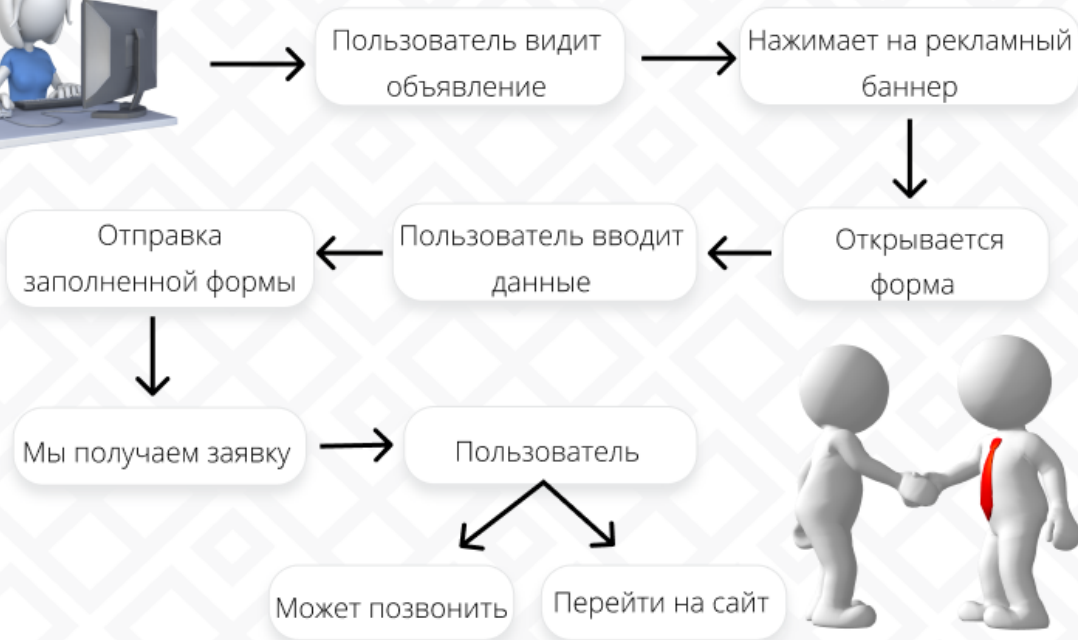 Пользователь видит
объявление
Нажимает на рекламный
баннер
Открывается
форма
Пользователь вводит
данные
Отправка
заполненной формы
Мы получаем заявку
Пользователь
Может позвонить
Перейти на сайт